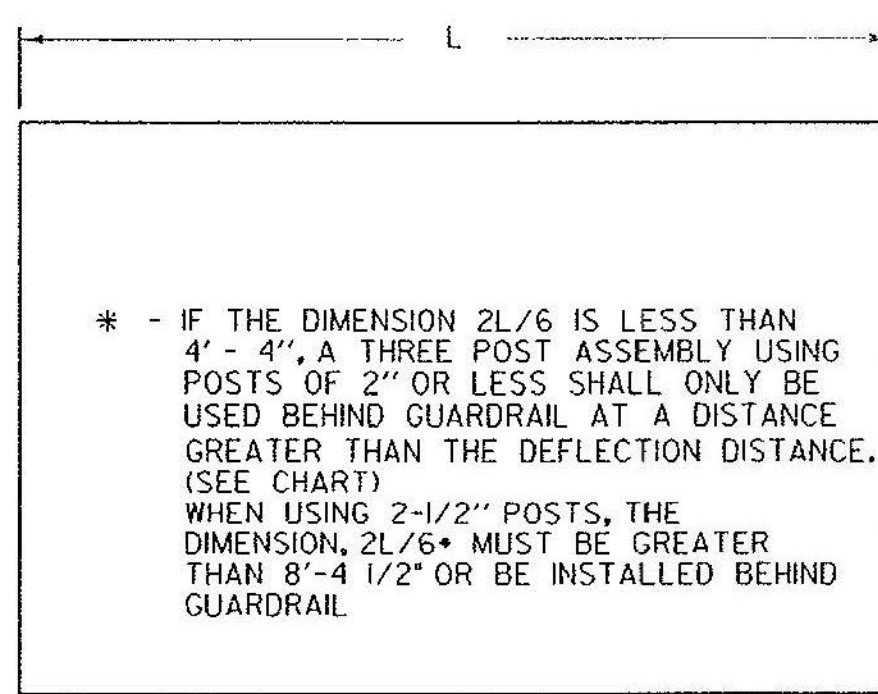 L
* - IF THE DIMENSION 2L/6 IS LESS THAN
4' - 4", A THREE POST ASSEMBLY USING
POSTS OF 2" OR LESS SHALL ONLY BE
USED BEHIND GUARDRAIL AT A DISTANCE
GREATER THAN THE DEFLECTION DISTANCE.
(SEE CHART)
WHEN USING 2-1/2" POSTS, THE
DIMENSION, 2L/6* MUST BE GREATER
THAN 8'-4 1/2" OR BE INSTALLED BEHIND
GUARDRAIL